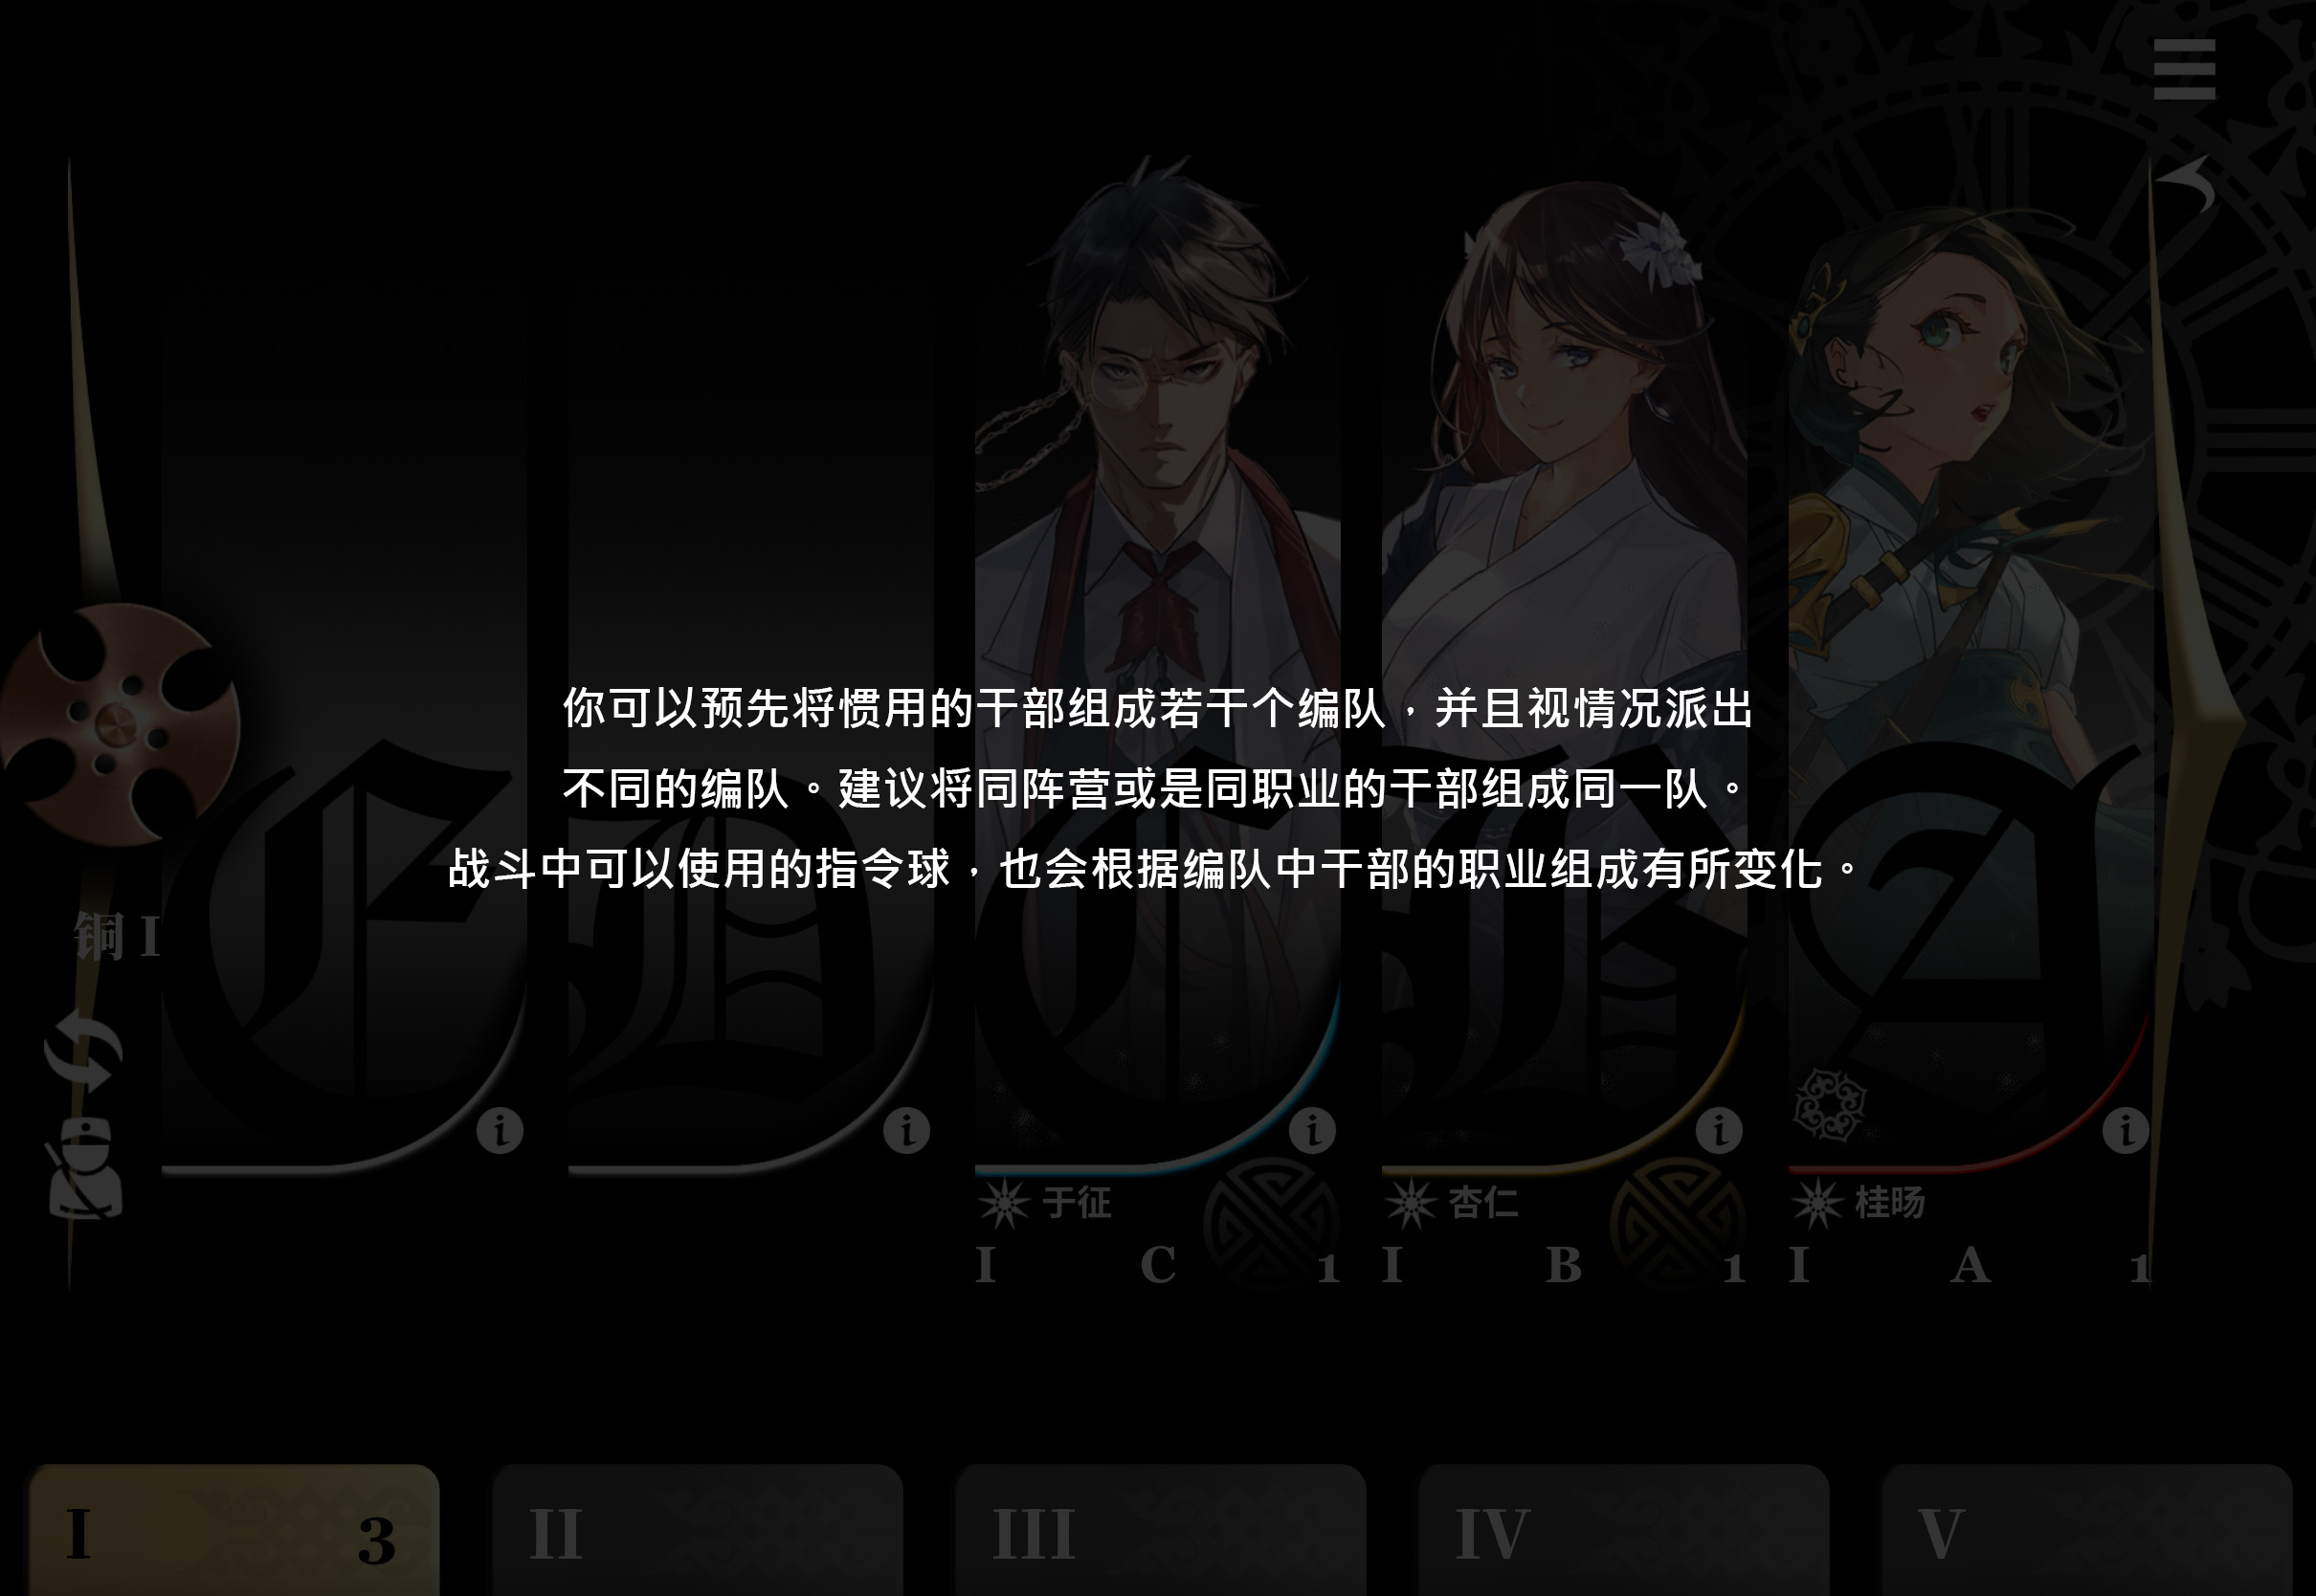 你可以预先将惯用的干部组成若干个编队，并且视情况派出
不同的编队。建议将同阵营或是同职业的干部组成同一队。
战斗中可以使用的指令球，也会根据编队中干部的职业组成有所变化。
铜 I
E D C B A
于征 杏仁 桂旸
I C 1 I B 1 I A 1
I 3 II III IV V